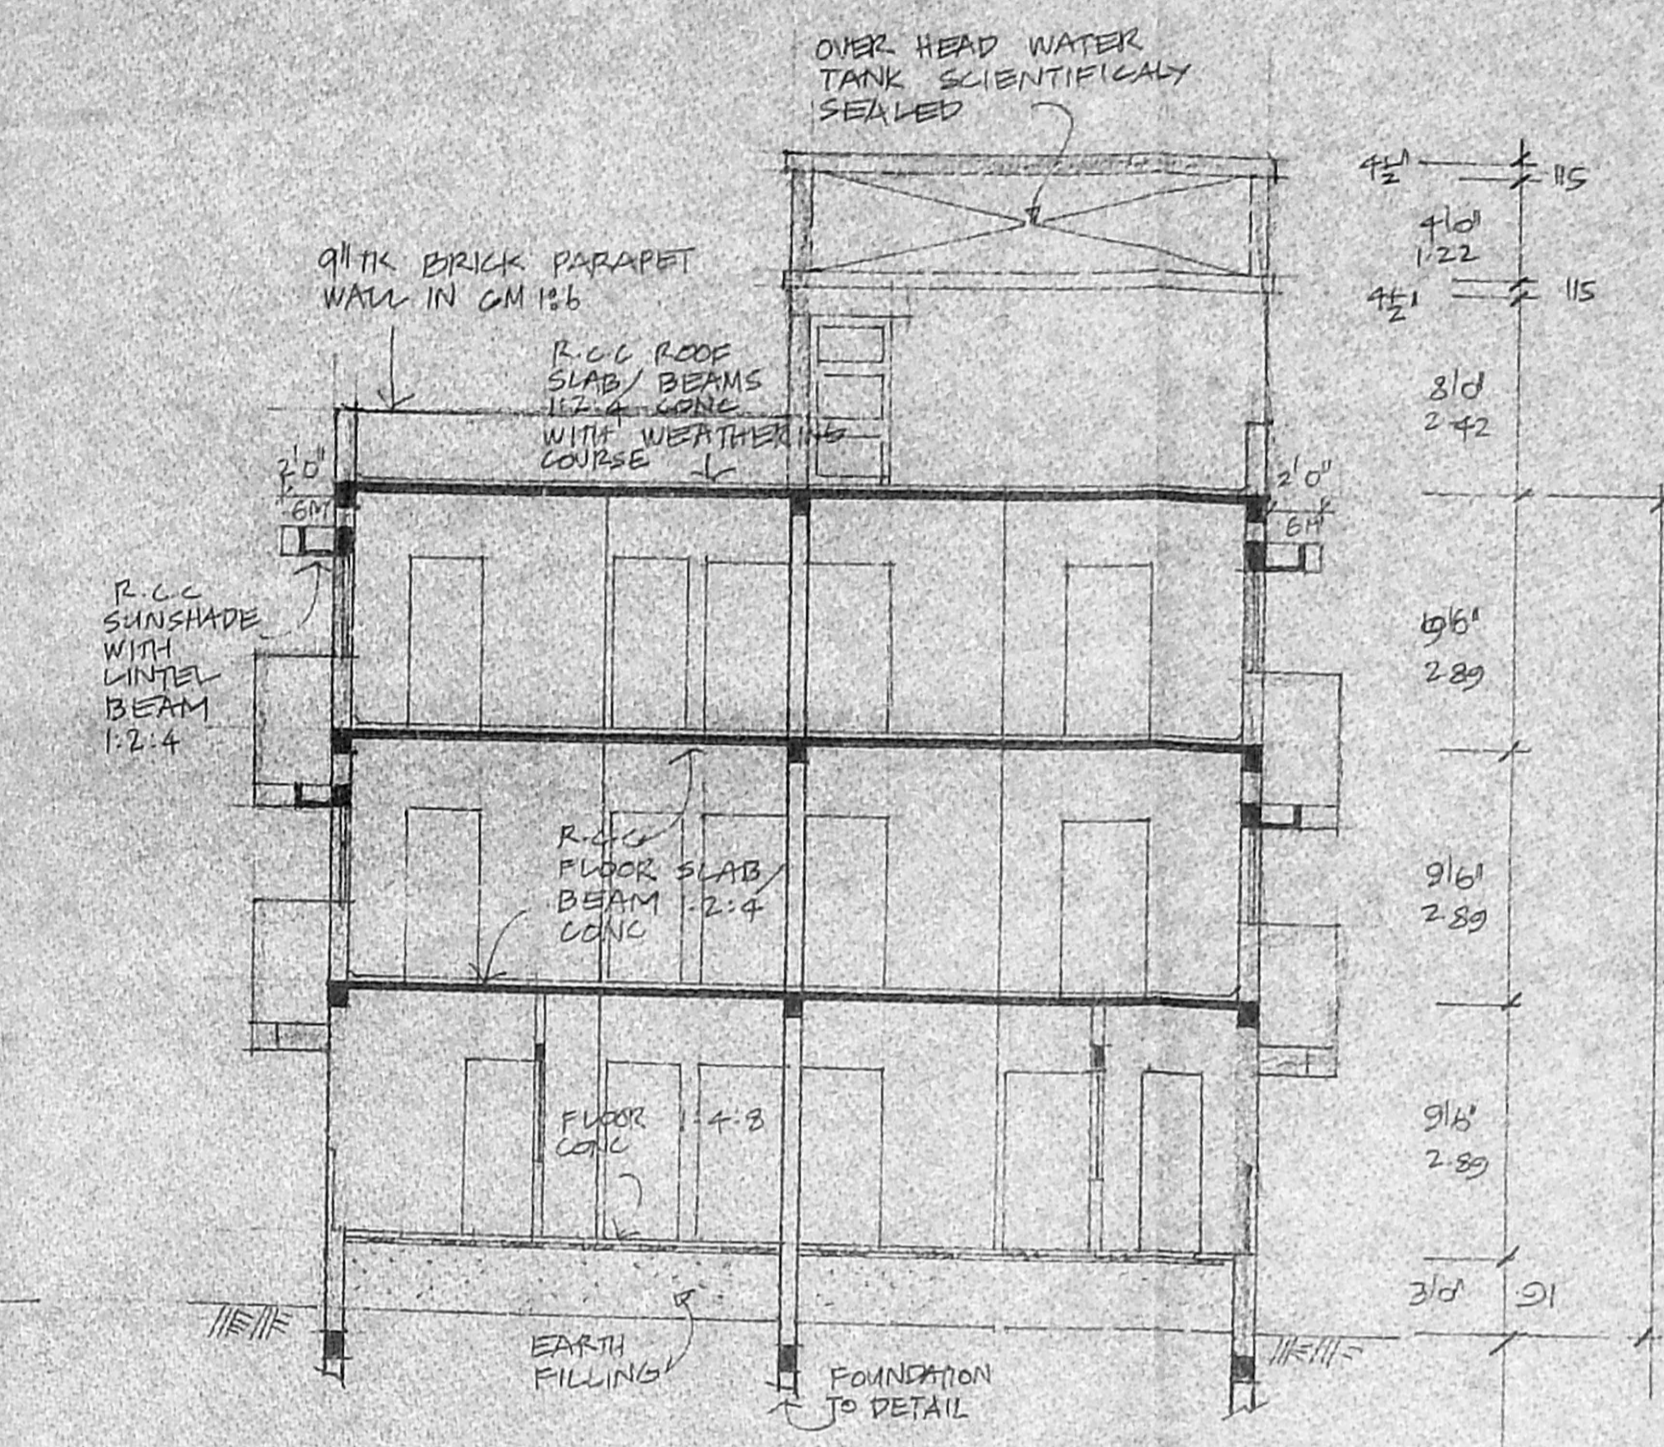 OVER HEAD WATER
TANK SCIENTIFICALY
SEALED
9"TK BRICK PARAPET
WALL IN CM 1:6
R.C.C ROOF
SLAB/ BEAMS
1:2:4 CONC
WITH WEATHERING
COURSE
2'0"
6M
2'0"
6M
R.C.C
SUNSHADE
WITH
LINTEL
BEAM
1:2:4
R.C.C
FLOOR SLAB/
BEAM 1:2:4
CONC
FLOOR 1:4:8
CONC
EARTH
FILLING
FOUNDATION
TO DETAIL
4½"
115
4'0"
1.22
4½"
115
8'0"
2.42
9'6"
2.89
9'6"
2.89
9'6"
2.89
3'0"
.91